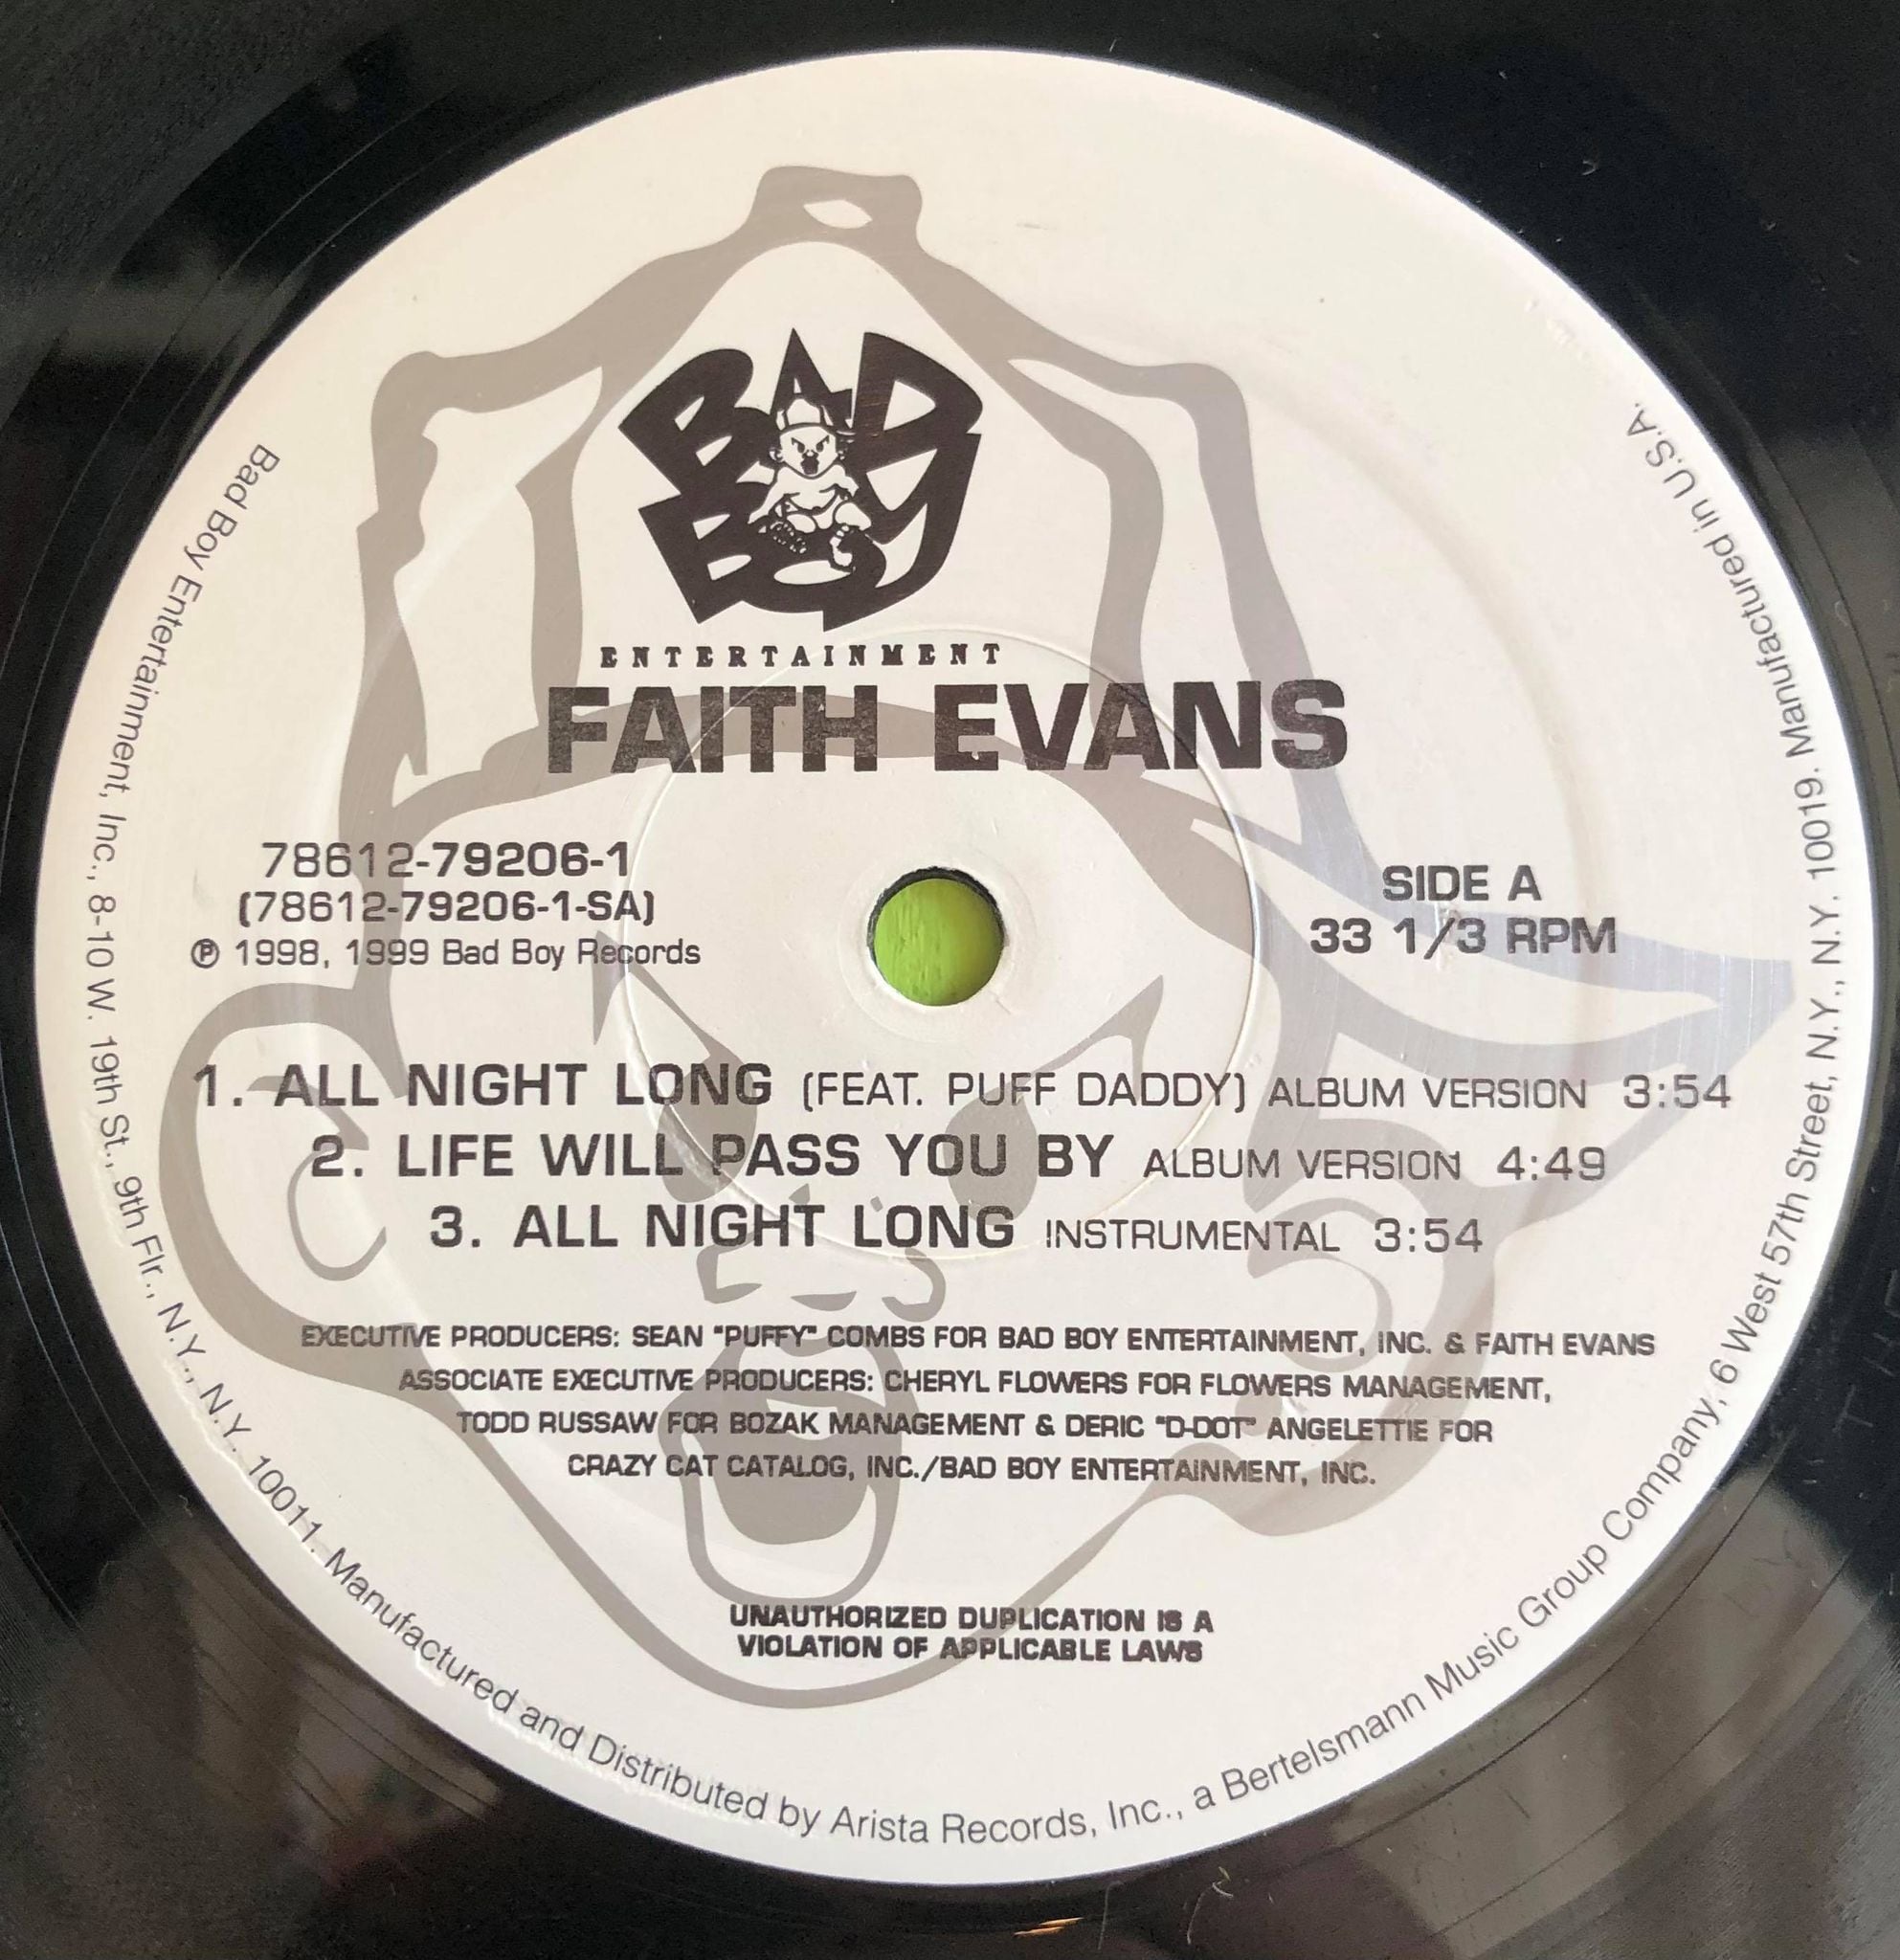 BAD
BOY
ENTERTAINMENT
FAITH EVANS
78612-79206-1
(78612-79206-1-SA)
℗ 1998, 1999 Bad Boy Records
SIDE A
33 1/3 RPM
1. ALL NIGHT LONG (FEAT. PUFF DADDY) ALBUM VERSION 3:54
2. LIFE WILL PASS YOU BY ALBUM VERSION 4:49
3. ALL NIGHT LONG INSTRUMENTAL 3:54
EXECUTIVE PRODUCERS: SEAN "PUFFY" COMBS FOR BAD BOY ENTERTAINMENT, INC. & FAITH EVANS
ASSOCIATE EXECUTIVE PRODUCERS: CHERYL FLOWERS FOR FLOWERS MANAGEMENT,
TODD RUSSAW FOR BOZAK MANAGEMENT & DERIC "D-DOT" ANGELETTIE FOR
CRAZY CAT CATALOG, INC./BAD BOY ENTERTAINMENT, INC.
UNAUTHORIZED DUPLICATION IS A
VIOLATION OF APPLICABLE LAWS
Bad Boy Entertainment, Inc., 8-10 W. 19th St., 9th Flr., N.Y., N.Y. 10011. Manufactured and Distributed by Arista Records, Inc., a Bertelsmann Music Group Company, 6 West 57th Street, N.Y., N.Y. 10019. Manufactured in U.S.A.